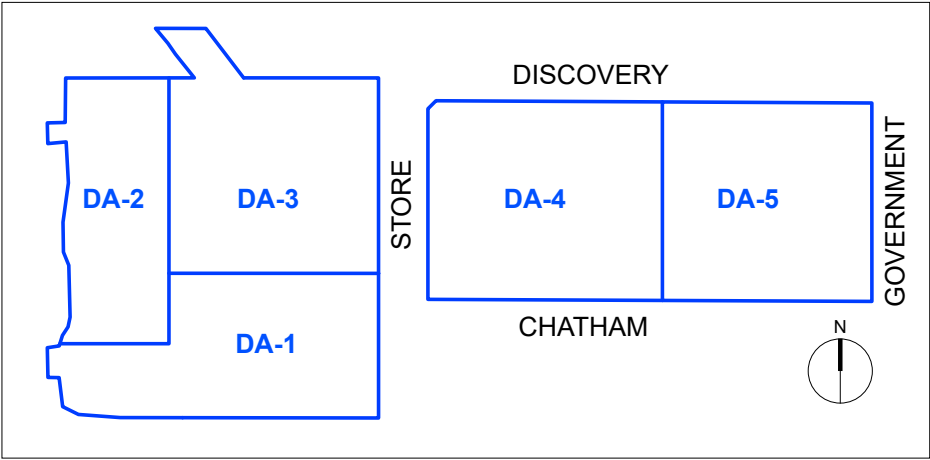 DISCOVERY
DA-2
DA-3
STORE
DA-4
DA-5
GOVERNMENT
CHATHAM
DA-1
N